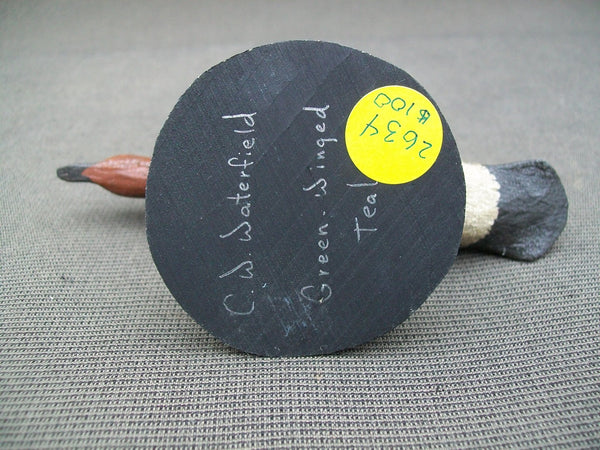 C. W. Waterfield
Green-Winged
Teal
2634
$100